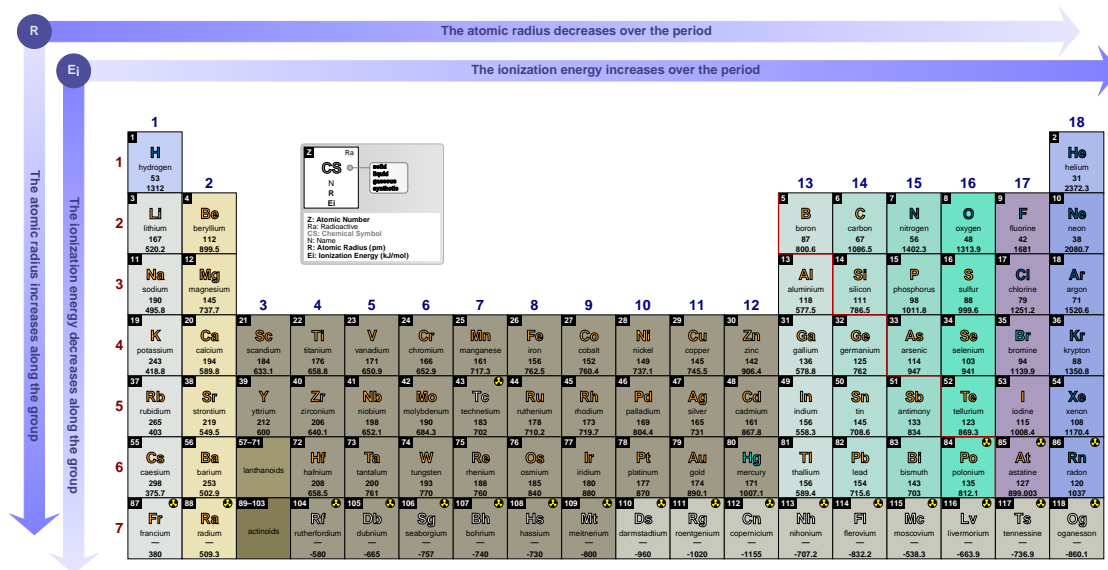 R
The atomic radius decreases over the period
Ei
The ionization energy increases over the period
The atomic radius increases along the group
The ionization energy decreases along the group
1
18
1
2
13
14
15
16
17
2
3
3
4
5
6
7
8
9
10
11
12
4
5
6
7
Z
Ra
CS
N
R
Ei
solid
liquid
gaseous
synthetic
Z: Atomic Number
Ra: Radioactive
CS: Chemical Symbol
N: Name
R: Atomic Radius (pm)
Ei: Ionization Energy (kJ/mol)
1
H
hydrogen
53
1312
2
He
helium
31
2372.3
3
Li
lithium
167
520.2
4
Be
beryllium
112
899.5
5
B
boron
87
800.6
6
C
carbon
67
1086.5
7
N
nitrogen
56
1402.3
8
O
oxygen
48
1313.9
9
F
fluorine
42
1681
10
Ne
neon
38
2080.7
11
Na
sodium
190
495.8
12
Mg
magnesium
145
737.7
13
Al
aluminium
118
577.5
14
Si
silicon
111
786.5
15
P
phosphorus
98
1011.8
16
S
sulfur
88
999.6
17
Cl
chlorine
79
1251.2
18
Ar
argon
71
1520.6
19
K
potassium
243
418.8
20
Ca
calcium
194
589.8
21
Sc
scandium
184
633.1
22
Ti
titanium
176
658.8
23
V
vanadium
171
650.9
24
Cr
chromium
166
652.9
25
Mn
manganese
161
717.3
26
Fe
iron
156
762.5
27
Co
cobalt
152
760.4
28
Ni
nickel
149
737.1
29
Cu
copper
145
745.5
30
Zn
zinc
142
906.4
31
Ga
gallium
136
578.8
32
Ge
germanium
125
762
33
As
arsenic
114
947
34
Se
selenium
103
941
35
Br
bromine
94
1139.9
36
Kr
krypton
88
1350.8
37
Rb
rubidium
265
403
38
Sr
strontium
219
549.5
39
Y
yttrium
212
600
40
Zr
zirconium
206
640.1
41
Nb
niobium
198
652.1
42
Mo
molybdenum
190
684.3
43
Tc
technetium
183
702
44
Ru
ruthenium
178
710.2
45
Rh
rhodium
173
719.7
46
Pd
palladium
169
804.4
47
Ag
silver
165
731
48
Cd
cadmium
161
867.8
49
In
indium
156
558.3
50
Sn
tin
145
708.6
51
Sb
antimony
133
834
52
Te
tellurium
123
869.3
53
I
iodine
115
1008.4
54
Xe
xenon
108
1170.4
55
Cs
caesium
298
375.7
56
Ba
barium
253
502.9
57–71
lanthanoids
72
Hf
hafnium
208
658.5
73
Ta
tantalum
200
761
74
W
tungsten
193
770
75
Re
rhenium
188
760
76
Os
osmium
185
840
77
Ir
iridium
180
880
78
Pt
platinum
177
870
79
Au
gold
174
890.1
80
Hg
mercury
171
1007.1
81
Tl
thallium
156
589.4
82
Pb
lead
154
715.6
83
Bi
bismuth
143
703
84
Po
polonium
135
812.1
85
At
astatine
127
899.003
86
Rn
radon
120
1037
87
Fr
francium
—
380
88
Ra
radium
—
509.3
89–103
actinoids
104
Rf
rutherfordium
—
-580
105
Db
dubnium
—
-665
106
Sg
seaborgium
—
-757
107
Bh
bohrium
—
-740
108
Hs
hassium
—
-730
109
Mt
meitnerium
—
-800
110
Ds
darmstadtium
—
-960
111
Rg
roentgenium
—
-1020
112
Cn
copernicium
—
-1155
113
Nh
nihonium
—
-707.2
114
Fl
flerovium
—
-832.2
115
Mc
moscovium
—
-538.3
116
Lv
livermorium
—
-663.9
117
Ts
tennessine
—
-736.9
118
Og
oganesson
—
-860.1